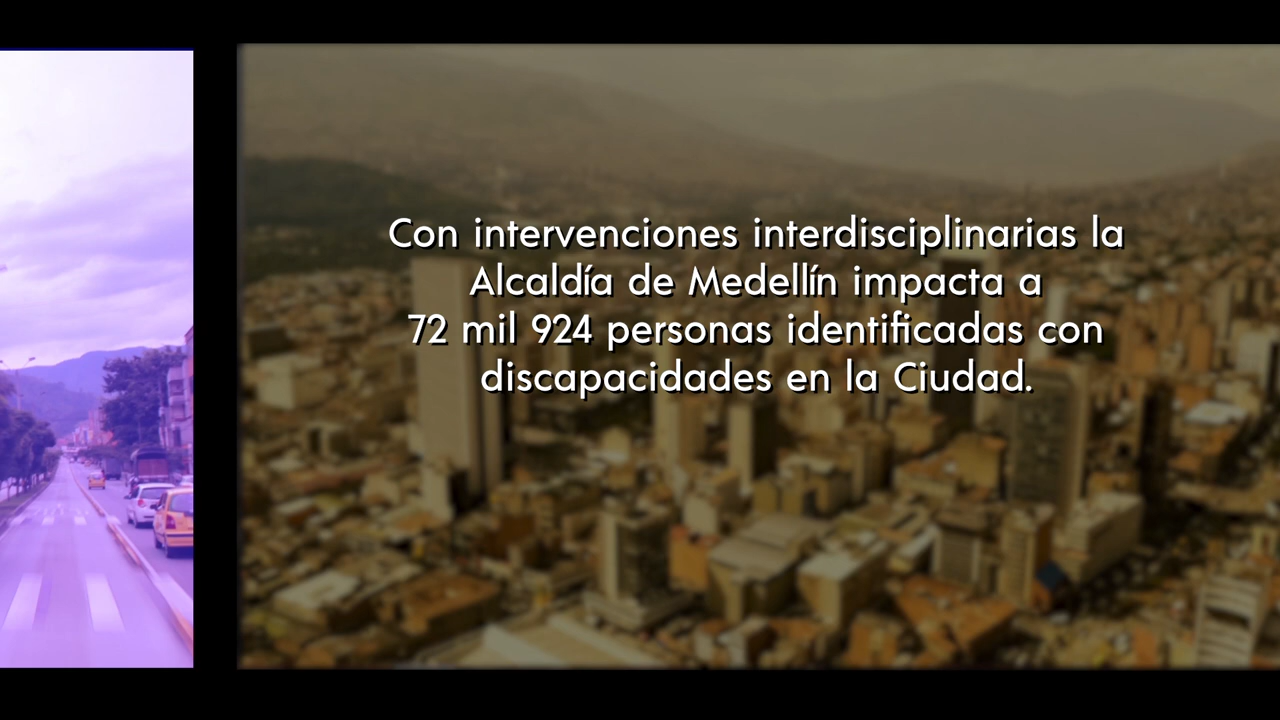 Con intervenciones interdisciplinarias la
Alcaldía de Medellín impacta a
72 mil 924 personas identificadas con
discapacidades en la Ciudad.